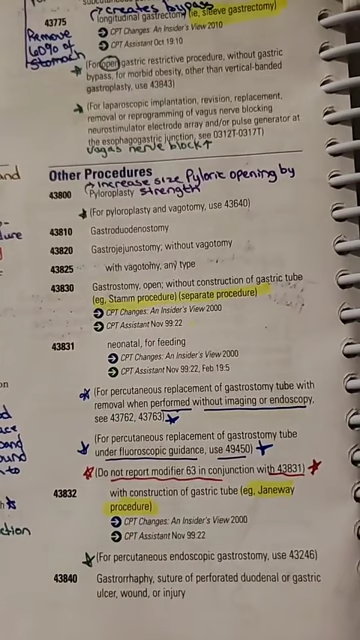 creates bypass
43775 longitudinal gastrectomy (ie, sleeve gastrectomy)
Remove 60% of stomach
CPT Changes: An Insider's View 2010
CPT Assistant Oct 19:10
(For open gastric restrictive procedure, without gastric
bypass, for morbid obesity, other than vertical-banded
gastroplasty, use 43843)
(For laparoscopic implantation, revision, replacement,
removal or reprogramming of vagus nerve blocking
neurostimulator electrode array and/or pulse generator at
the esophagogastric junction, see 0312T-0317T)
vagas nerve block↑
Other Procedures
increase size Pyloric opening by
43800 Pyloroplasty strength
(For pyloroplasty and vagotomy, use 43640)
43810 Gastroduodenostomy
43820 Gastrojejunostomy; without vagotomy
43825 with vagotomy, any type
43830 Gastrostomy, open; without construction of gastric tube
(eg, Stamm procedure) (separate procedure)
CPT Changes: An Insider's View 2000
CPT Assistant Nov 99:22
43831 neonatal, for feeding
CPT Changes: An Insider's View 2000
CPT Assistant Nov 99:22, Feb 19:5
(For percutaneous replacement of gastrostomy tube with
removal when performed without imaging or endoscopy,
see 43762, 43763)
(For percutaneous replacement of gastrostomy tube
under fluoroscopic guidance, use 49450)
(Do not report modifier 63 in conjunction with 43831)
43832 with construction of gastric tube (eg, Janeway
procedure)
CPT Changes: An Insider's View 2000
CPT Assistant Nov 99:22
(For percutaneous endoscopic gastrostomy, use 43246)
43840 Gastrorrhaphy, suture of perforated duodenal or gastric
ulcer, wound, or injury